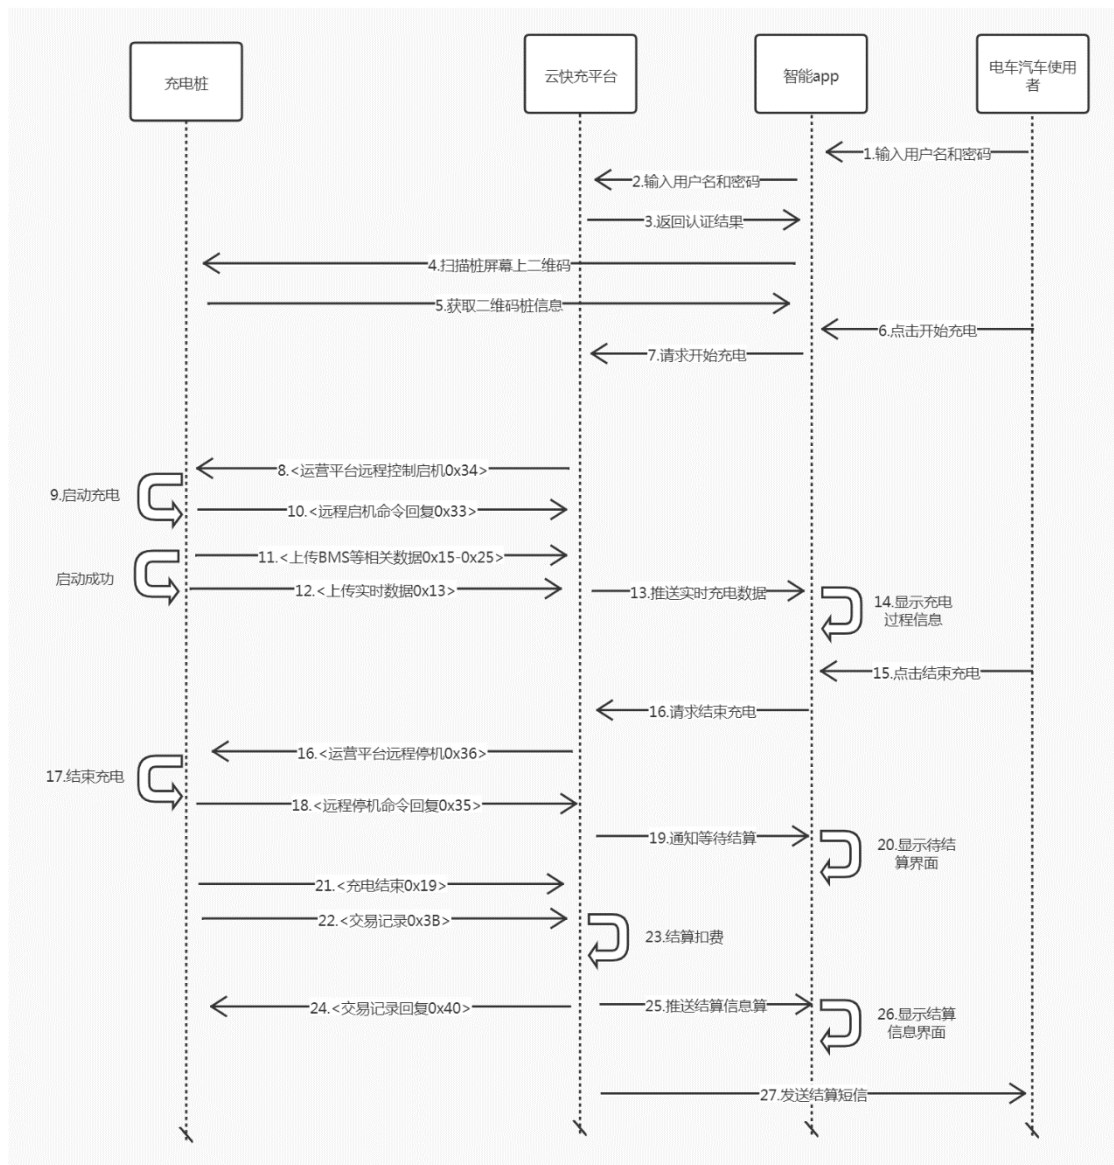 充电桩
云快充平台
智能app
电车汽车使用
者
1.输入用户名和密码
2.输入用户名和密码
3.返回认证结果
4.扫描桩屏幕上二维码
5.获取二维码桩信息
6.点击开始充电
7.请求开始充电
8.<运营平台远程控制启机0x34>
9.启动充电
10.<远程启机命令回复0x33>
11.<上传BMS等相关数据0x15-0x25>
启动成功
12.<上传实时数据0x13>
13.推送实时充电数据
14.显示充电
过程信息
15.点击结束充电
16.请求结束充电
16.<运营平台远程停机0x36>
17.结束充电
18.<远程停机命令回复0x35>
19.通知等待结算
20.显示待结
算界面
21.<充电结束0x19>
22.<交易记录0x3B>
23.结算扣费
24.<交易记录回复0x40>
25.推送结算信息算
26.显示结算
信息界面
27.发送结算短信